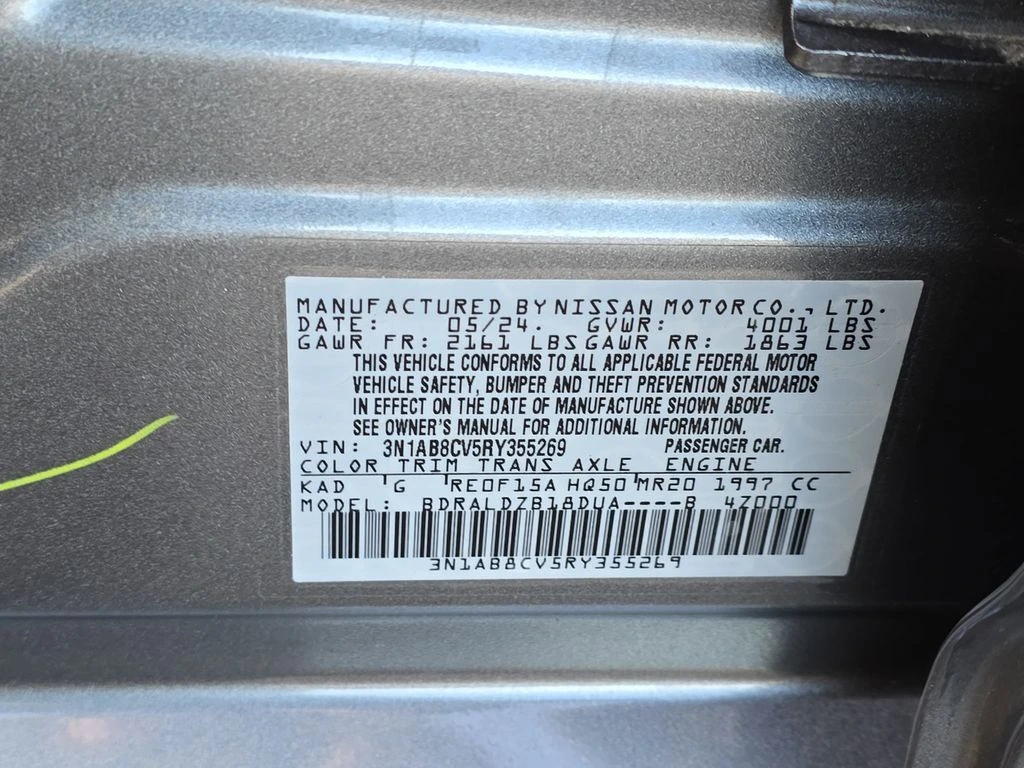 MANUFACTURED BY NISSAN MOTOR CO., LTD.
DATE: 05/24. GVWR: 4001 LBS
GAWR FR: 2161 LBS GAWR RR: 1863 LBS
THIS VEHICLE CONFORMS TO ALL APPLICABLE FEDERAL MOTOR
VEHICLE SAFETY, BUMPER AND THEFT PREVENTION STANDARDS
IN EFFECT ON THE DATE OF MANUFACTURE SHOWN ABOVE.
SEE OWNER'S MANUAL FOR ADDITIONAL INFORMATION.
VIN: 3N1AB8CV5RY355269 PASSENGER CAR.
COLOR TRIM TRANS AXLE ENGINE
KAD G RE0F15A HQ50 MR20 1997 CC
MODEL: BDRALDZB18DUA----B 4Z000
3N1AB8CV5RY355269